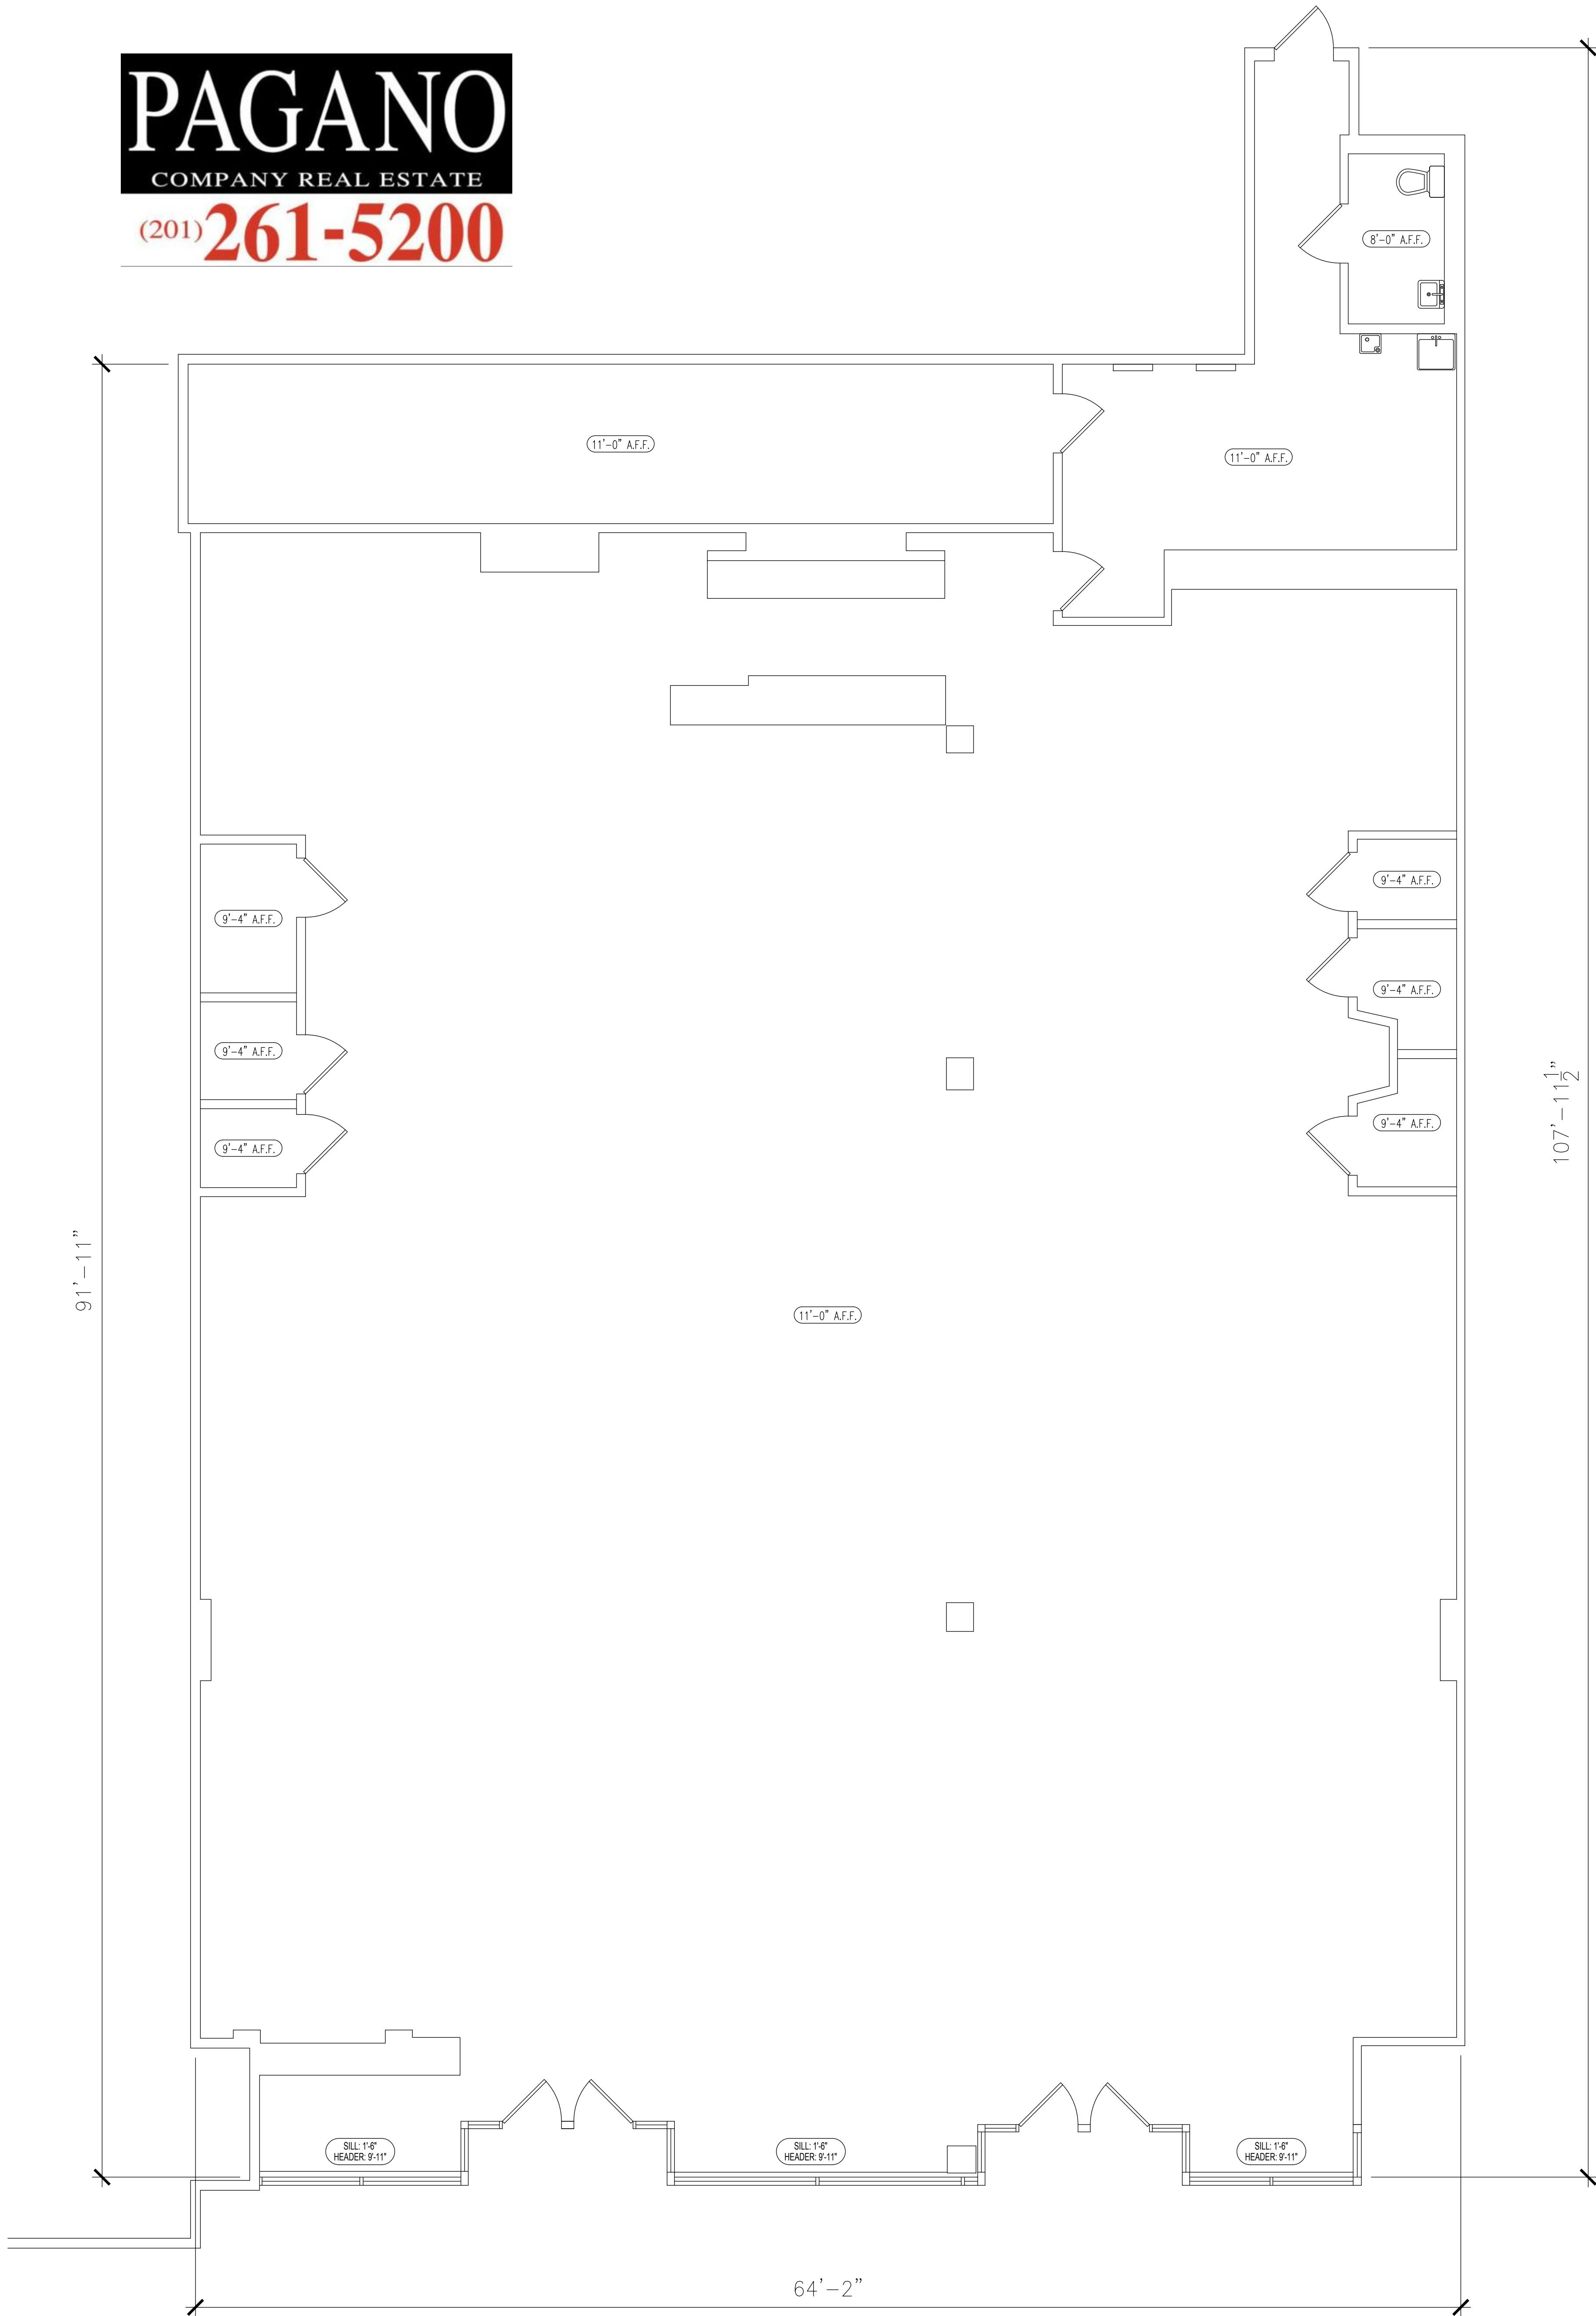 PAGANO
COMPANY REAL ESTATE
(201) 261-5200
8'-0" A.F.F.
11'-0" A.F.F.
11'-0" A.F.F.
9'-4" A.F.F.
9'-4" A.F.F.
9'-4" A.F.F.
9'-4" A.F.F.
9'-4" A.F.F.
9'-4" A.F.F.
107'-11 1/2"
91'-11"
11'-0" A.F.F.
SILL: 1'-6"
HEADER: 9'-11"
SILL: 1'-6"
HEADER: 9'-11"
SILL: 1'-6"
HEADER: 9'-11"
64'-2"